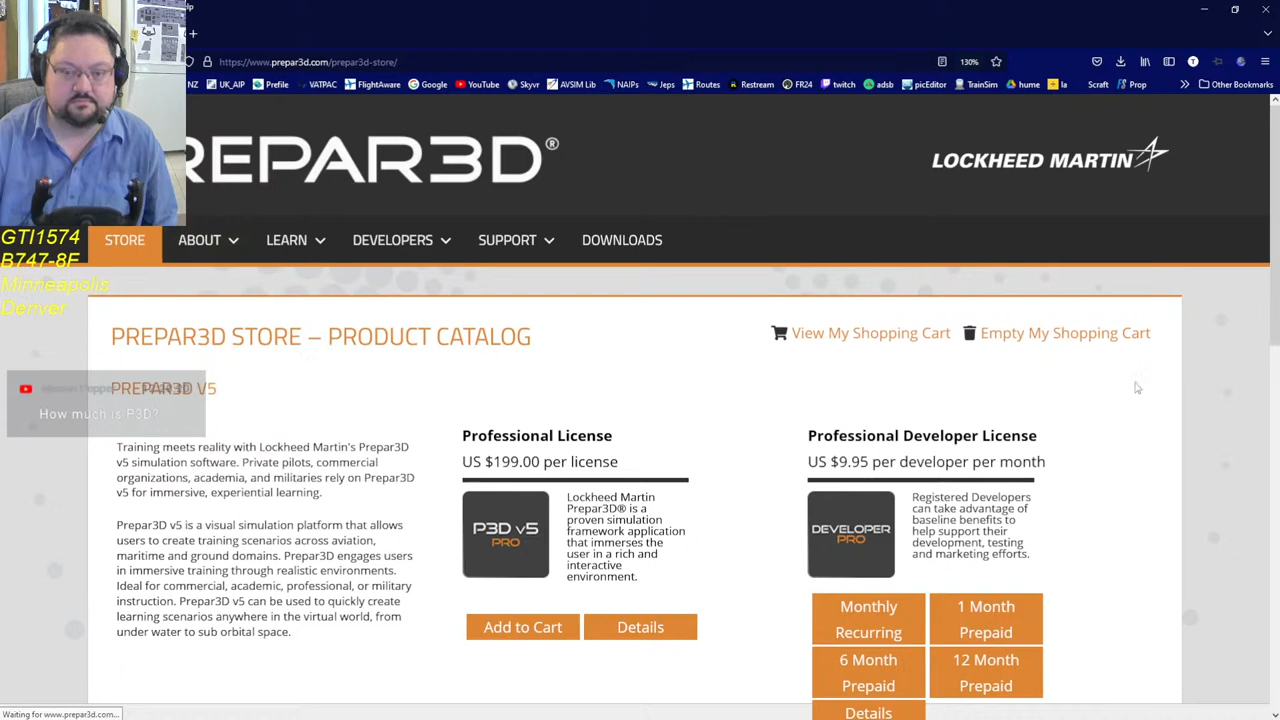 https://www.prepar3d.com/prepar3d-store/
130%
NZ UK_AIP Prefile VATPAC FlightAware Google YouTube Skyvr AVSIM Lib NAIPs Jeps Routes Restream FR24 twitch adsb picEditor TrainSim hume la Scraft Prop Other Bookmarks
REPAR3D®
LOCKHEED MARTIN
STORE ABOUT LEARN DEVELOPERS SUPPORT DOWNLOADS
GTI1574
B747-8F
Minneapolis
Denver
PREPAR3D STORE – PRODUCT CATALOG
View My Shopping Cart Empty My Shopping Cart
PREPAR3D V5
How much is P3D?
Training meets reality with Lockheed Martin's Prepar3D
v5 simulation software. Private pilots, commercial
organizations, academia, and militaries rely on Prepar3D
v5 for immersive, experiential learning.
Prepar3D v5 is a visual simulation platform that allows
users to create training scenarios across aviation,
maritime and ground domains. Prepar3D engages users
in immersive training through realistic environments.
Ideal for commercial, academic, professional, or military
instruction. Prepar3D v5 can be used to quickly create
learning scenarios anywhere in the virtual world, from
under water to sub orbital space.
Professional License
US $199.00 per license
P3D v5
PRO
Lockheed Martin
Prepar3D® is a
proven simulation
framework application
that immerses the
user in a rich and
interactive
environment.
Add to Cart Details
Professional Developer License
US $9.95 per developer per month
DEVELOPER
PRO
Registered Developers
can take advantage of
baseline benefits to
help support their
development, testing
and marketing efforts.
Monthly
Recurring
1 Month
Prepaid
6 Month
Prepaid
12 Month
Prepaid
Details
Waiting for www.prepar3d.com...